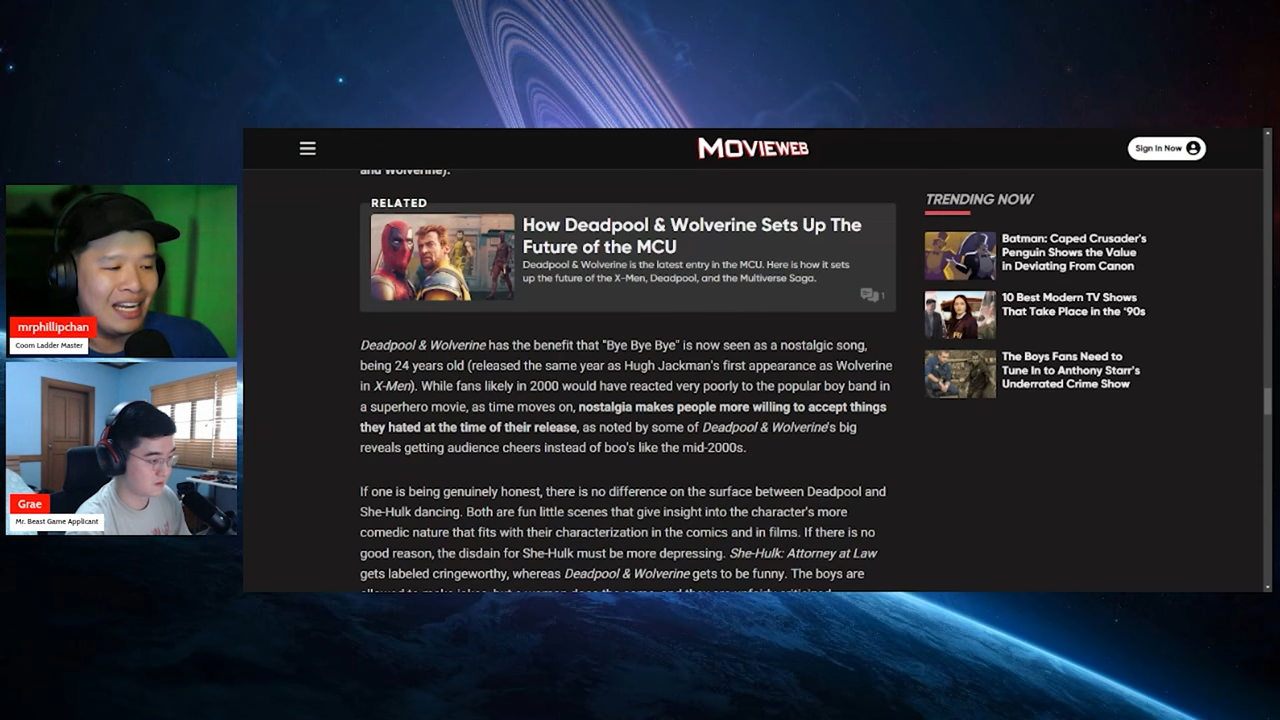 MOVIEWEB
Sign In Now
and Wolverine).
RELATED
How Deadpool & Wolverine Sets Up The
Future of the MCU
Deadpool & Wolverine is the latest entry in the MCU. Here is how it sets
up the future of the X-Men, Deadpool, and the Multiverse Saga.
1
Deadpool & Wolverine has the benefit that "Bye Bye Bye" is now seen as a nostalgic song,
being 24 years old (released the same year as Hugh Jackman's first appearance as Wolverine
in X-Men). While fans likely in 2000 would have reacted very poorly to the popular boy band in
a superhero movie, as time moves on, nostalgia makes people more willing to accept things
they hated at the time of their release, as noted by some of Deadpool & Wolverine's big
reveals getting audience cheers instead of boo's like the mid-2000s.
If one is being genuinely honest, there is no difference on the surface between Deadpool and
She-Hulk dancing. Both are fun little scenes that give insight into the character's more
comedic nature that fits with their characterization in the comics and in films. If there is no
good reason, the disdain for She-Hulk must be more depressing. She-Hulk: Attorney at Law
gets labeled cringeworthy, whereas Deadpool & Wolverine gets to be funny. The boys are
TRENDING NOW
Batman: Caped Crusader's
Penguin Shows the Value
in Deviating From Canon
10 Best Modern TV Shows
That Take Place in the '90s
The Boys Fans Need to
Tune In to Anthony Starr's
Underrated Crime Show
mrphillipchan
Coom Ladder Master
Grae
Mr. Beast Game Applicant